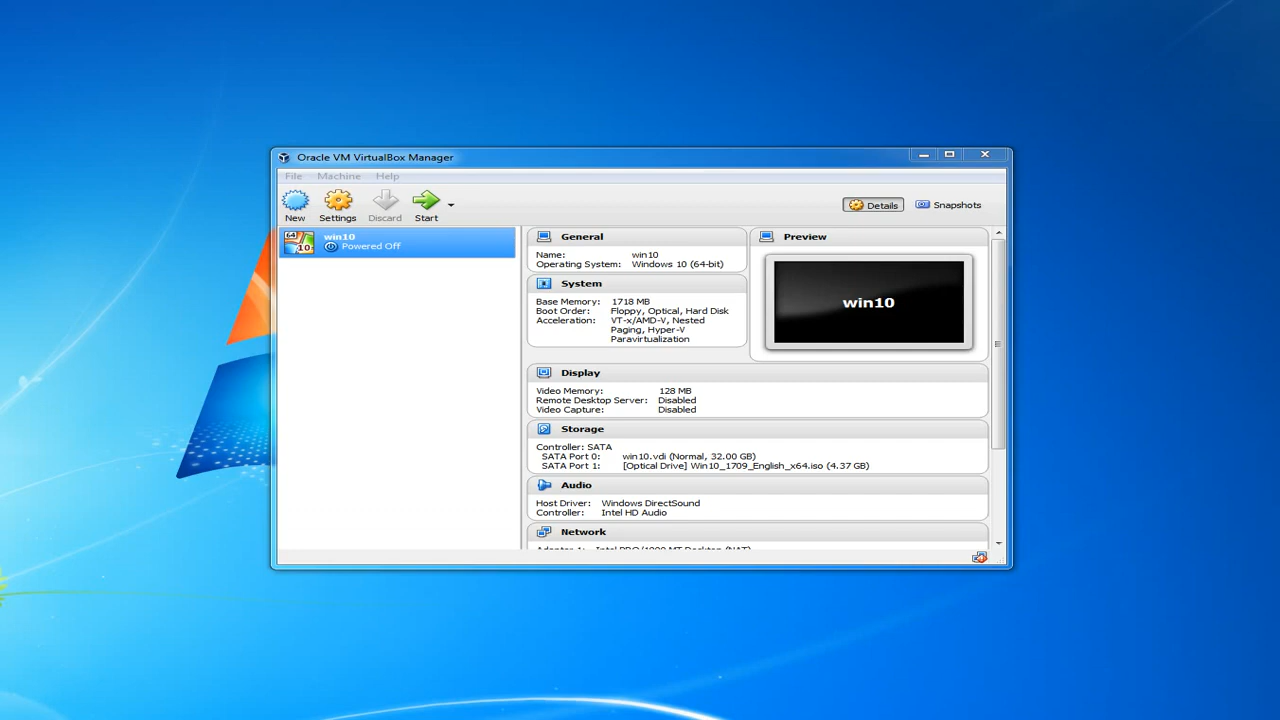 Oracle VM VirtualBox Manager
File Machine Help
New Settings Discard Start Details Snapshots
64 10 win10
Powered Off
General
Name: win10
Operating System: Windows 10 (64-bit)
System
Base Memory: 1718 MB
Boot Order: Floppy, Optical, Hard Disk
Acceleration: VT-x/AMD-V, Nested
Paging, Hyper-V
Paravirtualization
Preview
win10
Display
Video Memory: 128 MB
Remote Desktop Server: Disabled
Video Capture: Disabled
Storage
Controller: SATA
SATA Port 0: win10.vdi (Normal, 32.00 GB)
SATA Port 1: [Optical Drive] Win10_1709_English_x64.iso (4.37 GB)
Audio
Host Driver: Windows DirectSound
Controller: Intel HD Audio
Network
Adapter 1: Intel PRO/1000 MT Desktop (NAT)